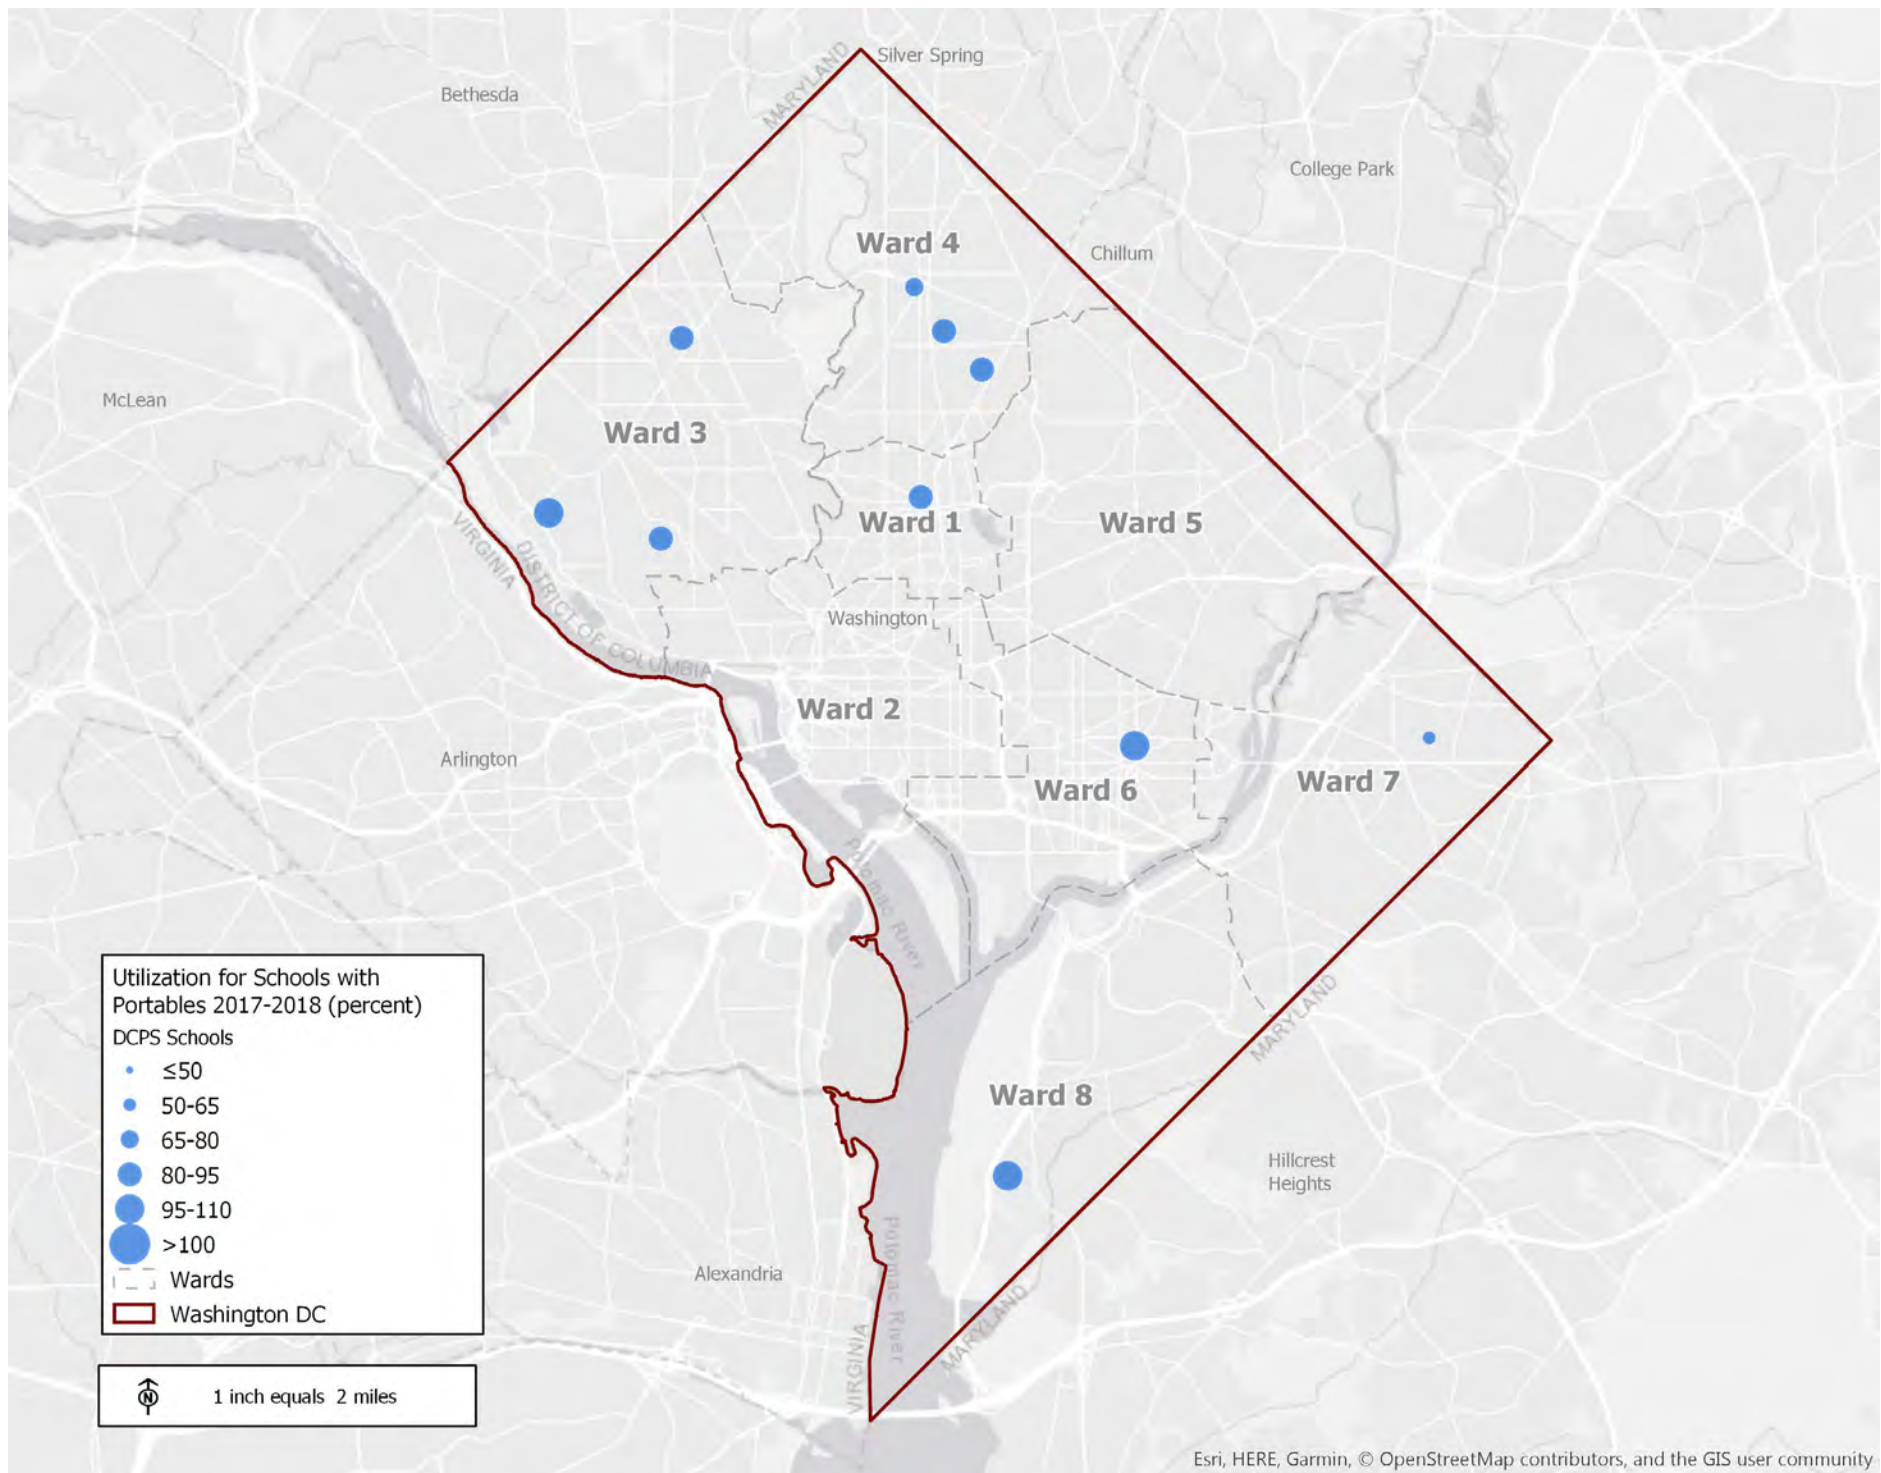 Silver Spring
MARYLAND
Bethesda
College Park
Ward 4
Chillum
McLean
Ward 3
Ward 1
Ward 5
VIRGINIA
DISTRICT OF COLUMBIA
Washington
Ward 2
Arlington
Ward 6
Ward 7
Potomac River
MARYLAND
Ward 8
Hillcrest
Heights
Alexandria
Potomac River
MARYLAND
VIRGINIA
Utilization for Schools with
Portables 2017-2018 (percent)
DCPS Schools
≤50
50-65
65-80
80-95
95-110
>100
Wards
Washington DC
N
1 inch equals 2 miles
Esri, HERE, Garmin, © OpenStreetMap contributors, and the GIS user community